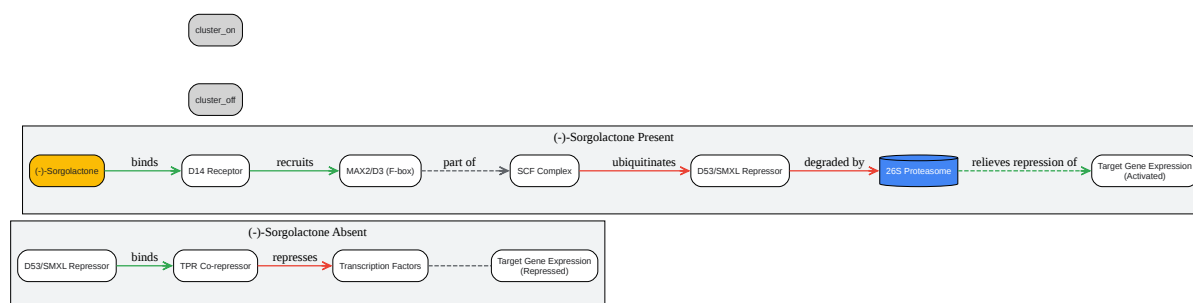 cluster_on
cluster_off
(-)-Sorgolactone Present
(-)-Sorgolactone
binds
D14 Receptor
recruits
MAX2/D3 (F-box)
part of
SCF Complex
ubiquitinates
D53/SMXL Repressor
degraded by
26S Proteasome
relieves repression of
Target Gene Expression
(Activated)
(-)-Sorgolactone Absent
D53/SMXL Repressor
binds
TPR Co-repressor
represses
Transcription Factors
Target Gene Expression
(Repressed)